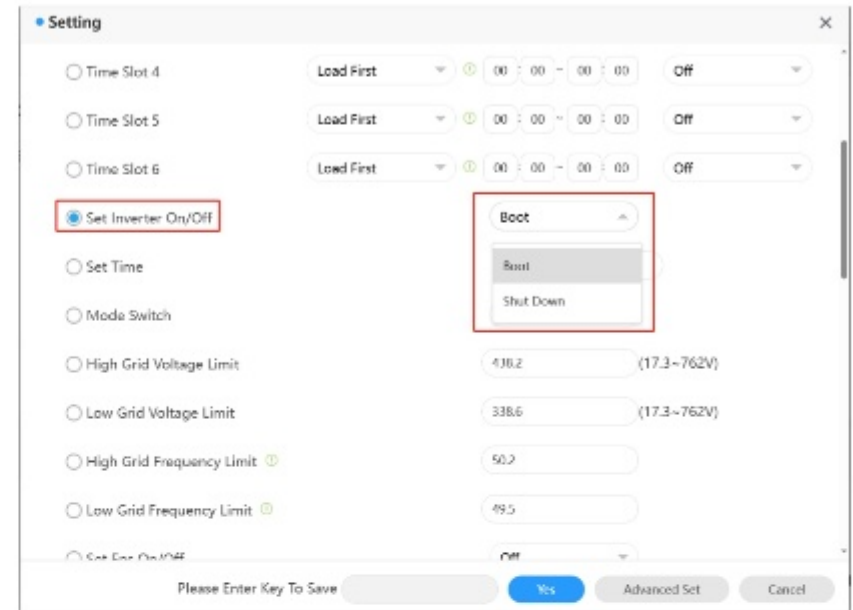 Setting
Time Slot 4 Load First 00 : 00 ~ 00 : 00 Off
Time Slot 5 Load First 00 : 00 ~ 00 : 00 Off
Time Slot 6 Load First 00 : 00 ~ 00 : 00 Off
Set Inverter On/Off Boot
Set Time Boot
Shut Down
Mode Switch
High Grid Voltage Limit 438.2 (17.3~762V)
Low Grid Voltage Limit 338.6 (17.3~762V)
High Grid Frequency Limit 50.2
Low Grid Frequency Limit 49.5
Set On/Off Off
Please Enter Key To Save Yes Advanced Set Cancel